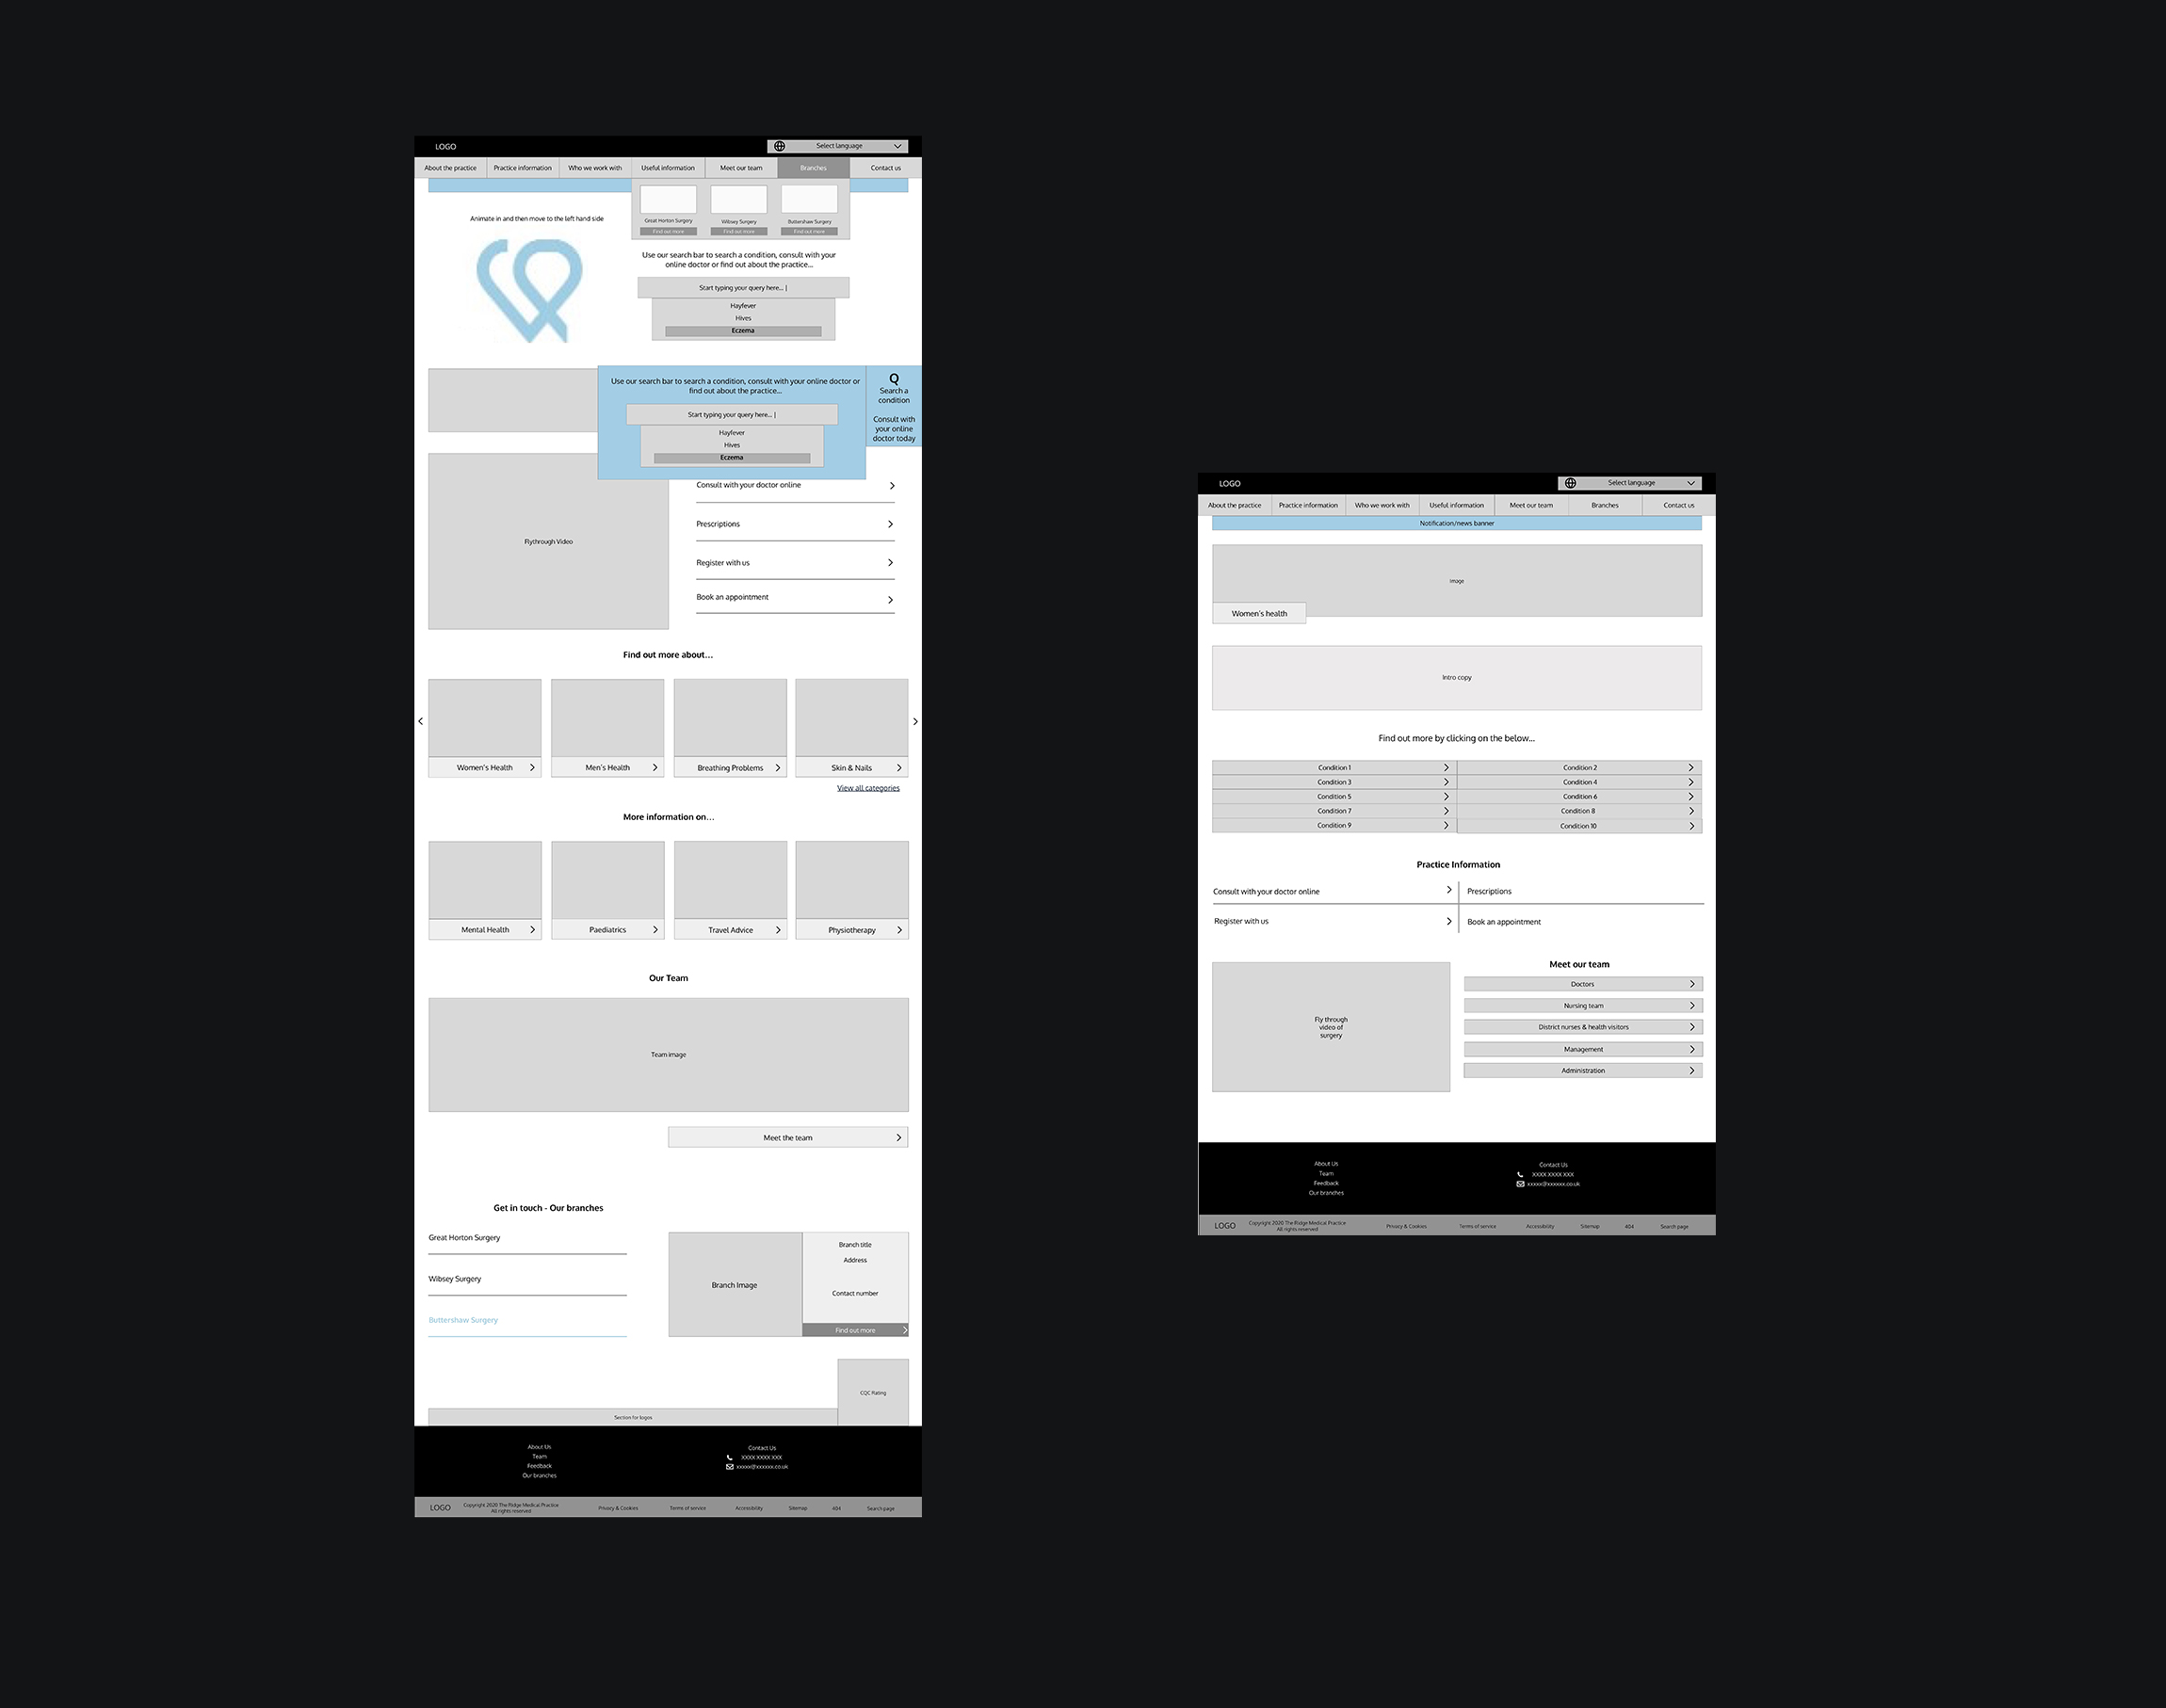 LOGO
Select language
About the practice
Practice information
Who we work with
Useful information
Meet our team
Branches
Contact us
Great Horton Surgery
Wibsey Surgery
Buttershaw Surgery
Find out more
Find out more
Find out more
Animate in and then move to the left hand side
Use our search bar to search a condition, consult with your
online doctor or find out about the practice...
Start typing your query here... |
Hayfever
Hives
Eczema
Use our search bar to search a condition, consult with your online doctor or
find out about the practice...
Start typing your query here... |
Hayfever
Hives
Eczema
Q
Search a
condition
Consult with
your online
doctor today
Flythrough Video
Consult with your doctor online
Prescriptions
Register with us
Book an appointment
Find out more about...
Women's Health
Men's Health
Breathing Problems
Skin & Nails
View all categories
More information on...
Mental Health
Paediatrics
Travel Advice
Physiotherapy
Our Team
Team image
Meet the team
Get in touch - Our branches
Great Horton Surgery
Wibsey Surgery
Buttershaw Surgery
Branch Image
Branch title
Address
Contact number
Find out more
CQC Rating
Section for logos
About Us
Team
Feedback
Our branches
Contact Us
XXXX XXXX XXX
xxxxx@xxxxxx.co.uk
LOGO
Copyright 2020 The Ridge Medical Practice
All rights reserved
Privacy & Cookies
Terms of service
Accessibility
Sitemap
404
Search page
LOGO
Select language
About the practice
Practice information
Who we work with
Useful information
Meet our team
Branches
Contact us
Notification/news banner
Image
Women's health
Intro copy
Find out more by clicking on the below...
Condition 1
Condition 2
Condition 3
Condition 4
Condition 5
Condition 6
Condition 7
Condition 8
Condition 9
Condition 10
Practice Information
Consult with your doctor online
Prescriptions
Register with us
Book an appointment
Fly through
video of
surgery
Meet our team
Doctors
Nursing team
District nurses & health visitors
Management
Administration
About Us
Team
Feedback
Our branches
Contact Us
XXXX XXXX XXX
xxxxx@xxxxxx.co.uk
LOGO
Copyright 2020 The Ridge Medical Practice
All rights reserved
Privacy & Cookies
Terms of service
Accessibility
Sitemap
404
Search page